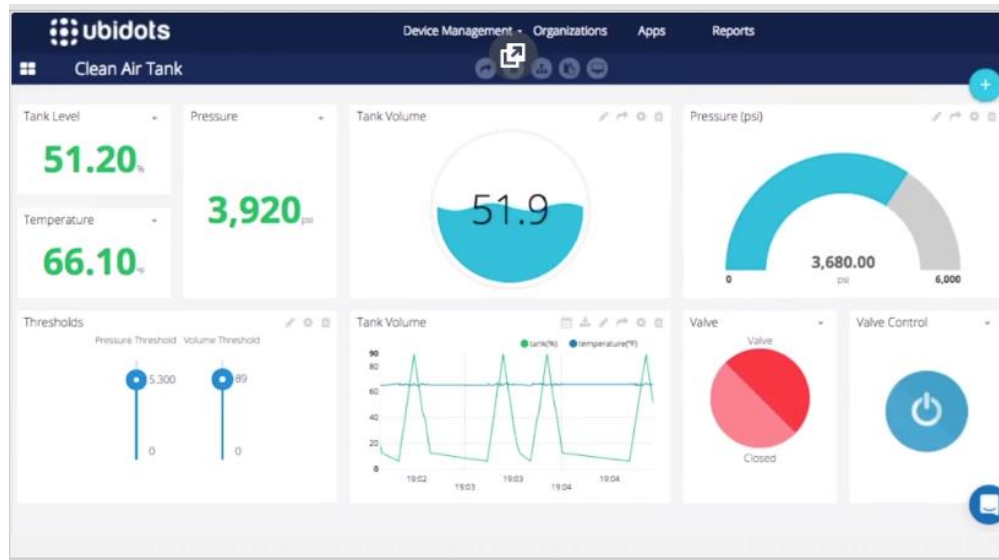 ubidots
Device Management Organizations Apps Reports
Clean Air Tank
Tank Level
51.20 %
Pressure
3,920 psi
Tank Volume
51.9
Pressure (psi)
3,680.00
psi
0 6,000
Temperature
66.10
Thresholds
Pressure Threshold Volume Threshold
5.300 89
0 0
Tank Volume
tank(%) temperature(°F)
90
80
60
40
20
0
19:02 19:03 19:03 19:04 19:04
Valve
Valve
Closed
Valve Control